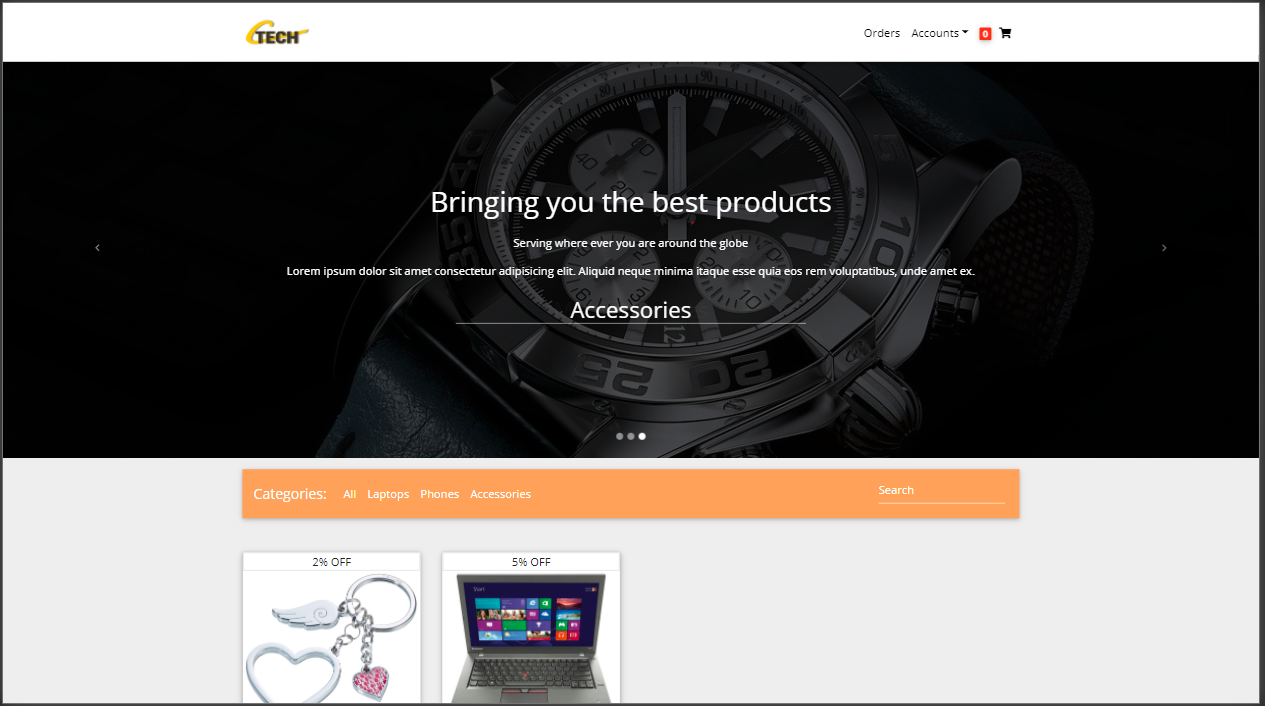 CTECH
Orders Accounts 0
Bringing you the best products
Serving where ever you are around the globe
Lorem ipsum dolor sit amet consectetur adipisicing elit. Aliquid neque minima itaque esse quia eos rem voluptatibus, unde amet ex.
Accessories
Categories: All Laptops Phones Accessories Search
2% OFF 5% OFF
Start